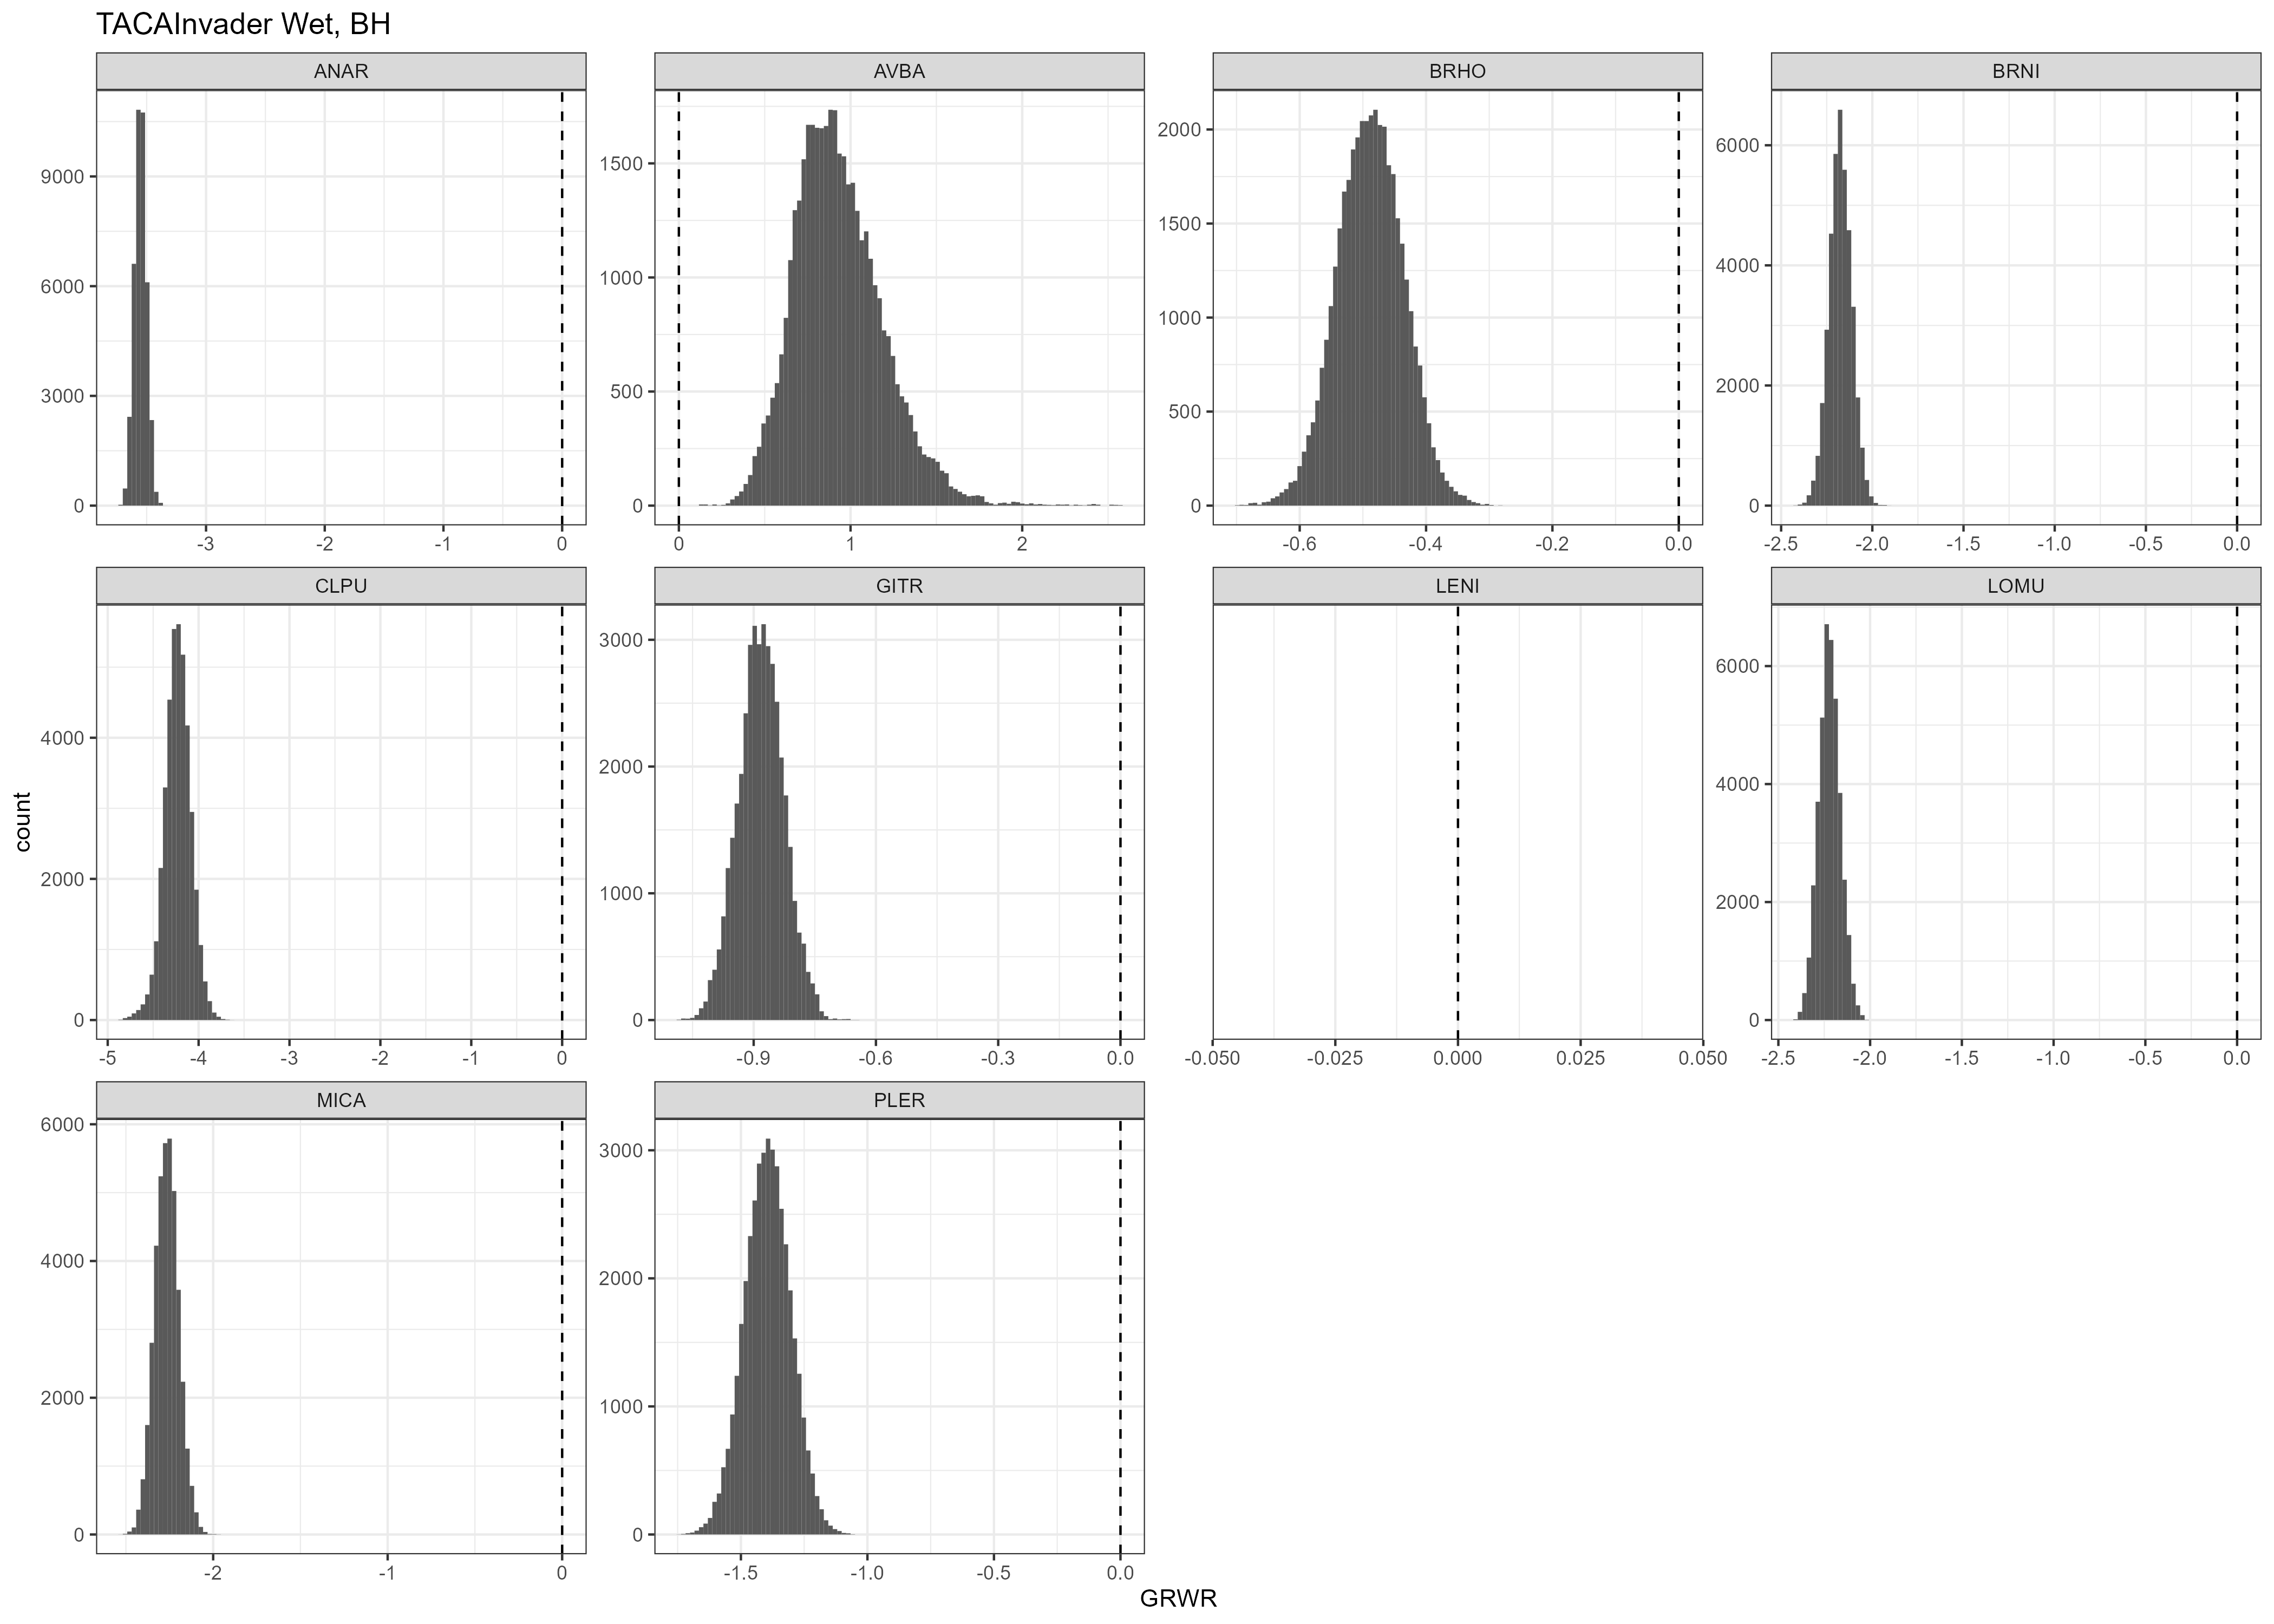 TACAInvader Wet, BH
ANAR AVBA BRHO BRNI
9000
6000
3000
0
1500
1000
500
0
2000
1500
1000
500
0
6000
4000
2000
0
-3 -2 -1 0
0 1 2
-0.6 -0.4 -0.2 0.0
-2.5 -2.0 -1.5 -1.0 -0.5 0.0
CLPU GITR LENI LOMU
4000
2000
0
3000
2000
1000
0
6000
4000
2000
0
count
-5 -4 -3 -2 -1 0
-0.9 -0.6 -0.3 0.0
-0.050 -0.025 0.000 0.025 0.050
-2.5 -2.0 -1.5 -1.0 -0.5 0.0
MICA PLER
6000
4000
2000
0
3000
2000
1000
0
-2 -1 0
-1.5 -1.0 -0.5 0.0
GRWR